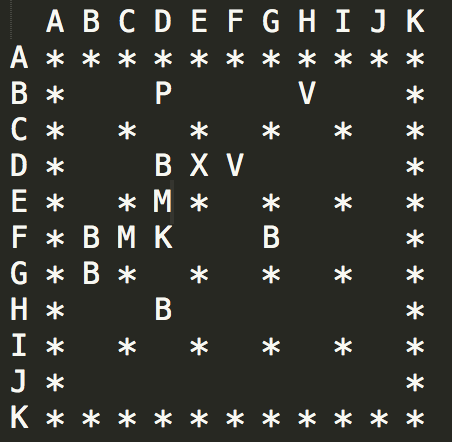 A B C D E F G H I J K
A * * * * * * * * * * *
B *     P       V     *
C *   *   *   *   *   *
D *     B X V         *
E *   * M *   *   *   *
F * B M K     B       *
G * B *   *   *   *   *
H *     B             *
I *   *   *   *   *   *
J *                   *
K * * * * * * * * * * *